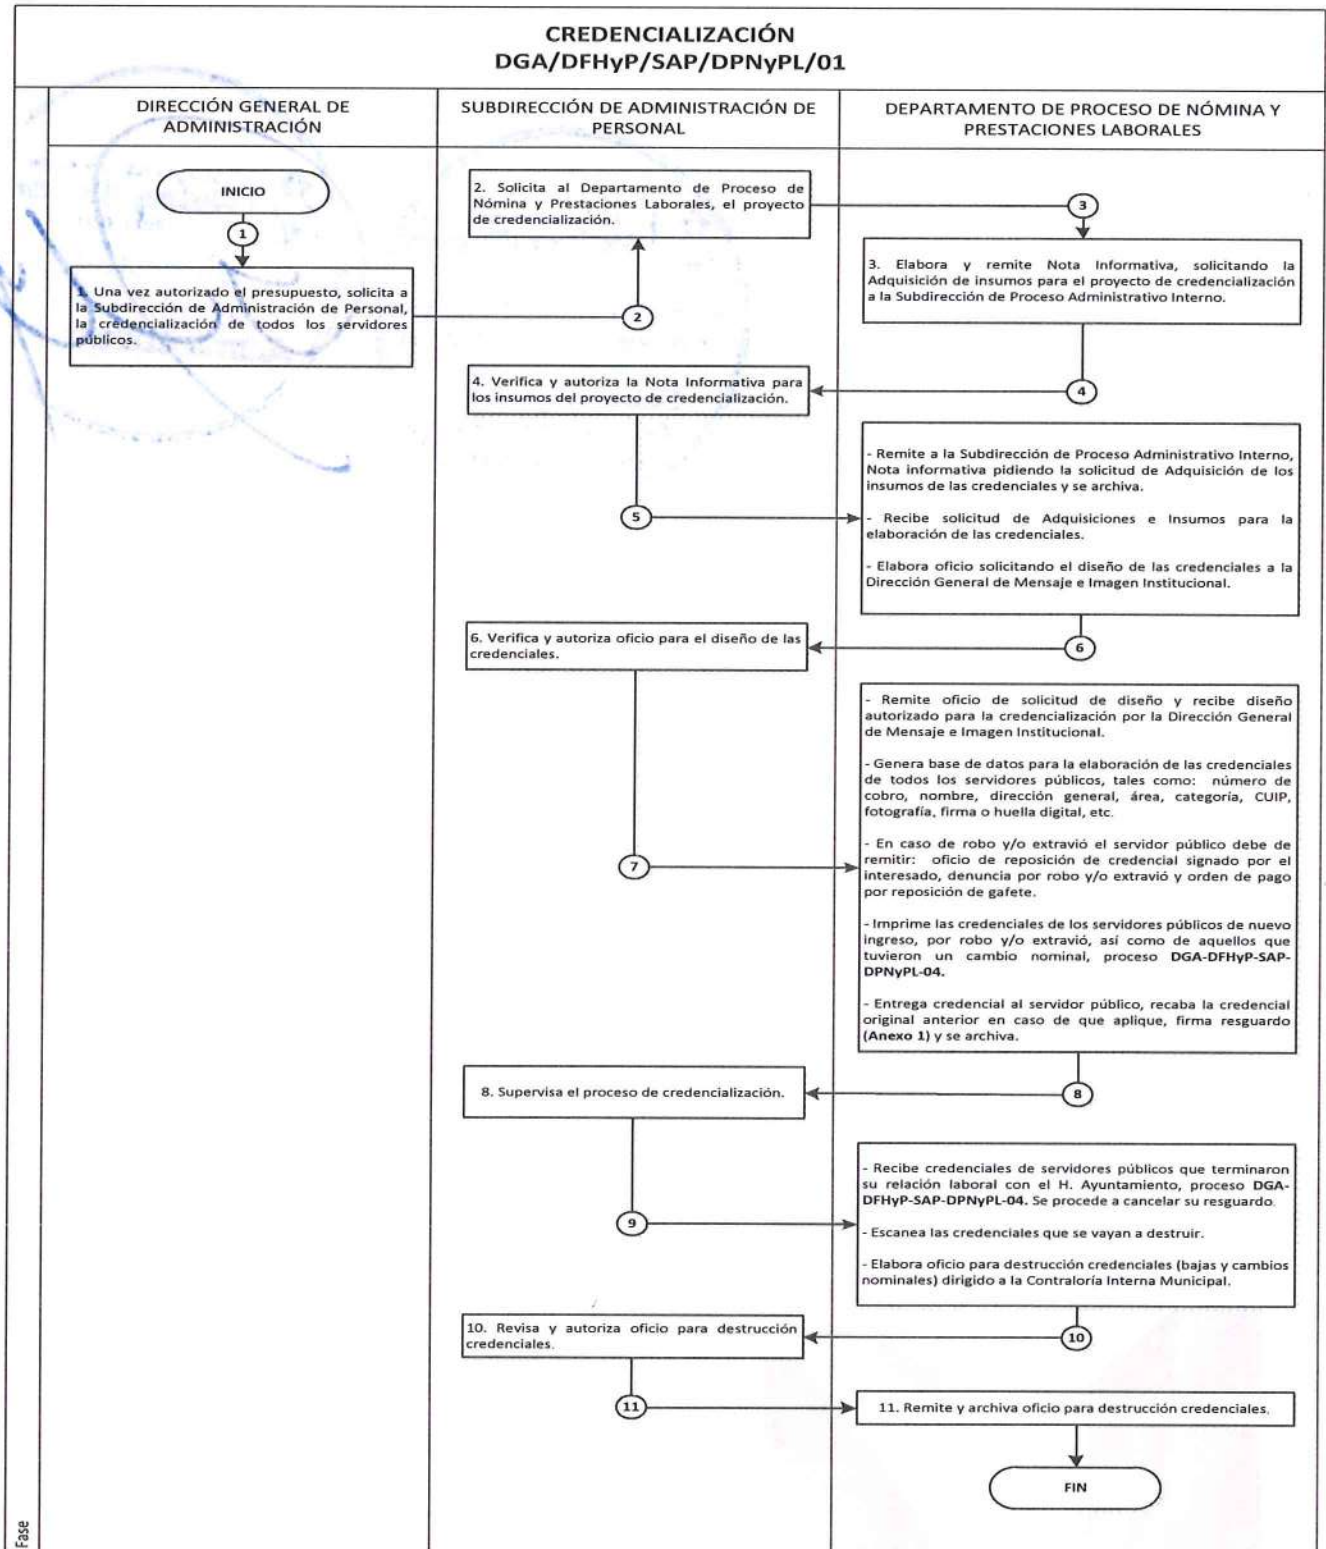 CREDENCIALIZACIÓN
DGA/DFHyP/SAP/DPNyPL/01
DIRECCIÓN GENERAL DE
ADMINISTRACIÓN
SUBDIRECCIÓN DE ADMINISTRACIÓN DE
PERSONAL
DEPARTAMENTO DE PROCESO DE NÓMINA Y
PRESTACIONES LABORALES
INICIO
1
1. Una vez autorizado el presupuesto, solicita a
la Subdirección de Administración de Personal,
la credencialización de todos los servidores
públicos.
2
2. Solicita al Departamento de Proceso de
Nómina y Prestaciones Laborales, el proyecto
de credencialización.
3
3. Elabora y remite Nota Informativa, solicitando la
Adquisición de insumos para el proyecto de credencialización
a la Subdirección de Proceso Administrativo Interno.
4
4. Verifica y autoriza la Nota Informativa para
los insumos del proyecto de credencialización.
5
- Remite a la Subdirección de Proceso Administrativo Interno,
Nota informativa pidiendo la solicitud de Adquisición de los
insumos de las credenciales y se archiva.
- Recibe solicitud de Adquisiciones e Insumos para la
elaboración de las credenciales.
- Elabora oficio solicitando el diseño de las credenciales a la
Dirección General de Mensaje e Imagen Institucional.
6
6. Verifica y autoriza oficio para el diseño de las
credenciales.
7
- Remite oficio de solicitud de diseño y recibe diseño
autorizado para la credencialización por la Dirección General
de Mensaje e Imagen Institucional.
- Genera base de datos para la elaboración de las credenciales
de todos los servidores públicos, tales como: número de
cobro, nombre, dirección general, área, categoría, CUIP,
fotografía, firma o huella digital, etc.
- En caso de robo y/o extravió el servidor público debe de
remitir: oficio de reposición de credencial signado por el
interesado, denuncia por robo y/o extravió y orden de pago
por reposición de gafete.
- Imprime las credenciales de los servidores públicos de nuevo
ingreso, por robo y/o extravió, así como de aquellos que
tuvieron un cambio nominal, proceso DGA-DFHyP-SAP-
DPNyPL-04.
- Entrega credencial al servidor público, recaba la credencial
original anterior en caso de que aplique, firma resguardo
(Anexo 1) y se archiva.
8
8. Supervisa el proceso de credencialización.
9
- Recibe credenciales de servidores públicos que terminaron
su relación laboral con el H. Ayuntamiento, proceso DGA-
DFHyP-SAP-DPNyPL-04. Se procede a cancelar su resguardo.
- Escanea las credenciales que se vayan a destruir.
- Elabora oficio para destrucción credenciales (bajas y cambios
nominales) dirigido a la Contraloría Interna Municipal.
10
10. Revisa y autoriza oficio para destrucción
credenciales.
11
11. Remite y archiva oficio para destrucción credenciales.
FIN
Fase